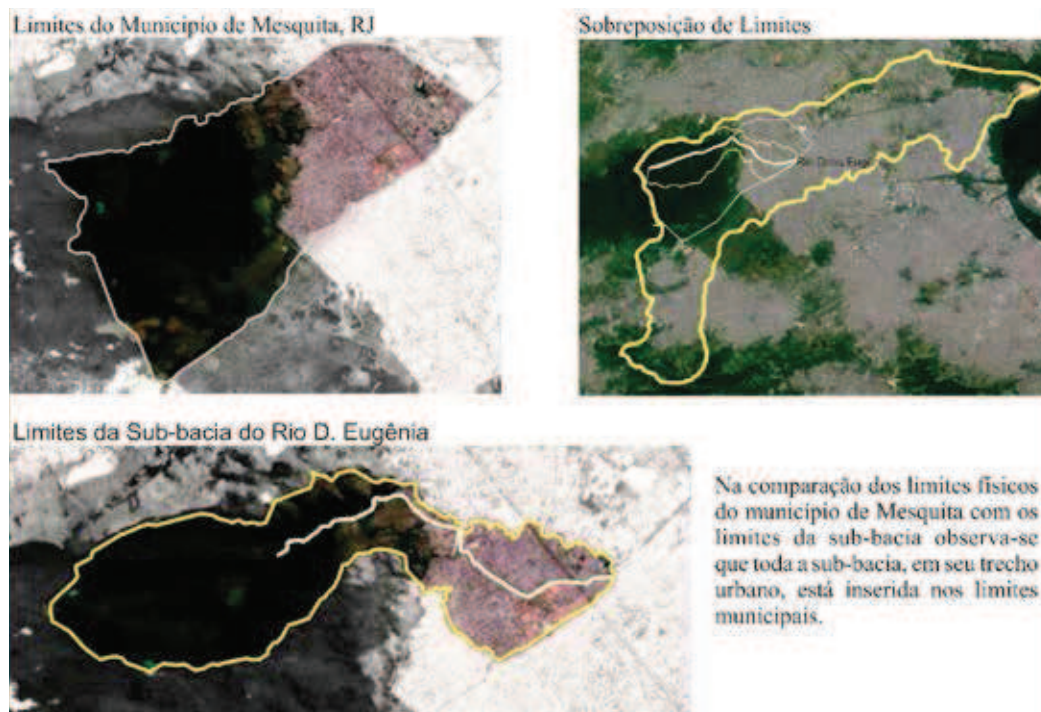 Limites do Município de Mesquita, RJ
Sobreposição de Limites
Limites da Sub-bacia do Rio D. Eugênia
Na comparação dos limites físicos
do município de Mesquita com os
limites da sub-bacia observa-se
que toda a sub-bacia, em seu trecho
urbano, está inserida nos limites
municipais.